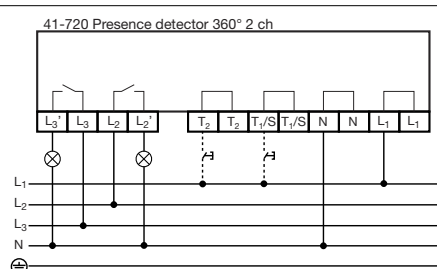 41-720 Presence detector 360° 2 ch
L₃' L₃ L₂ L₂' T₂ T₂ T₁/S T₁/S N N L₁ L₁
L₁
L₂
L₃
N